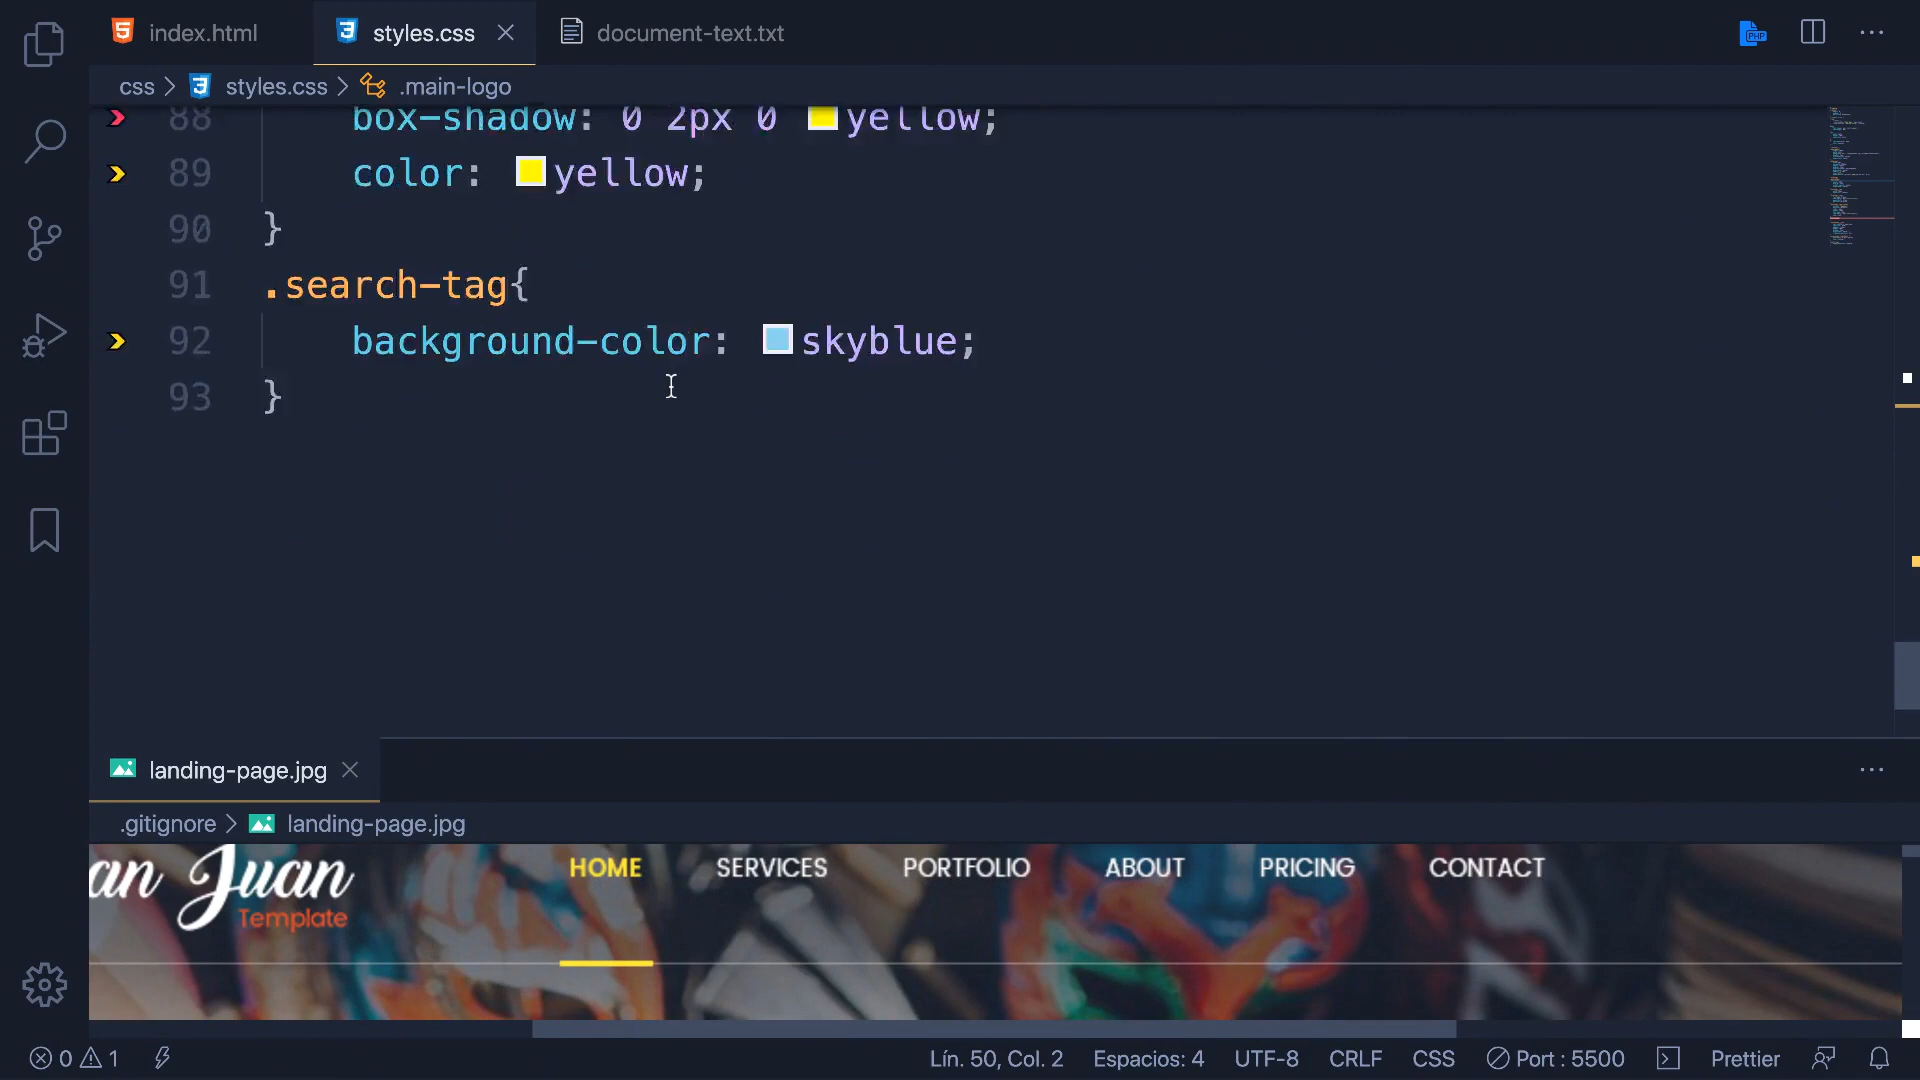 index.html
styles.css
document-text.txt
PHP
css
styles.css
.main-logo
88 box-shadow: 0 2px 0 yellow;
89 color: yellow;
90 }
91 .search-tag{
92 background-color: skyblue;
93 }
landing-page.jpg
.gitignore
landing-page.jpg
an Juan
Template
HOME SERVICES PORTFOLIO ABOUT PRICING CONTACT
0 1 Lín. 50, Col. 2 Espacios: 4 UTF-8 CRLF CSS Port : 5500 Prettier